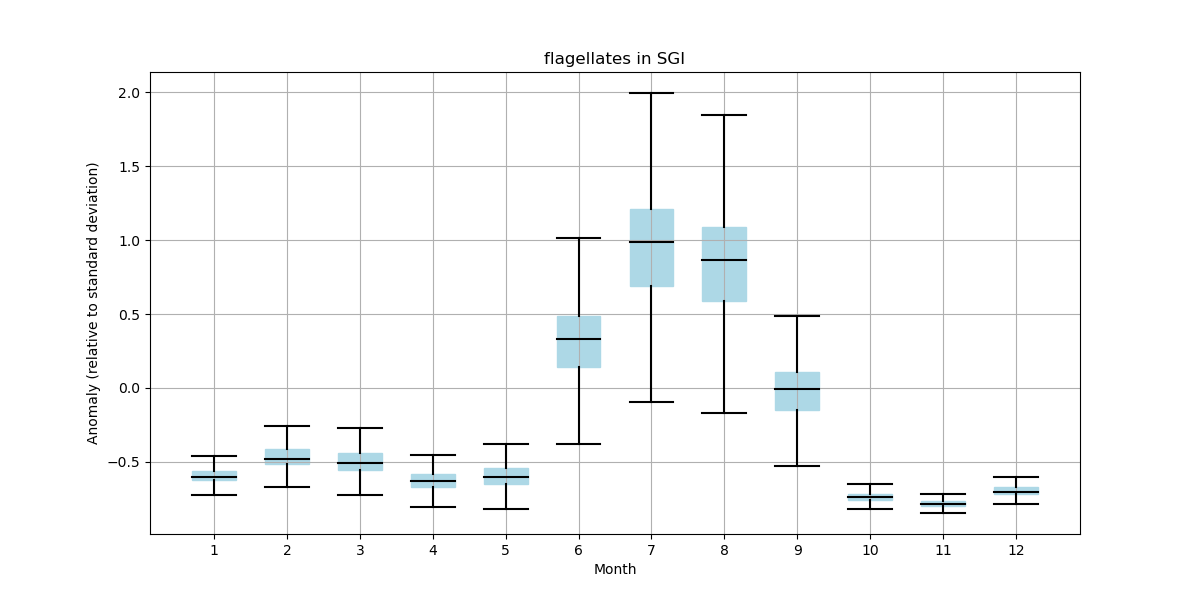 flagellates in SGI
Anomaly (relative to standard deviation)
2.0
1.5
1.0
0.5
0.0
−0.5
1 2 3 4 5 6 7 8 9 10 11 12
Month